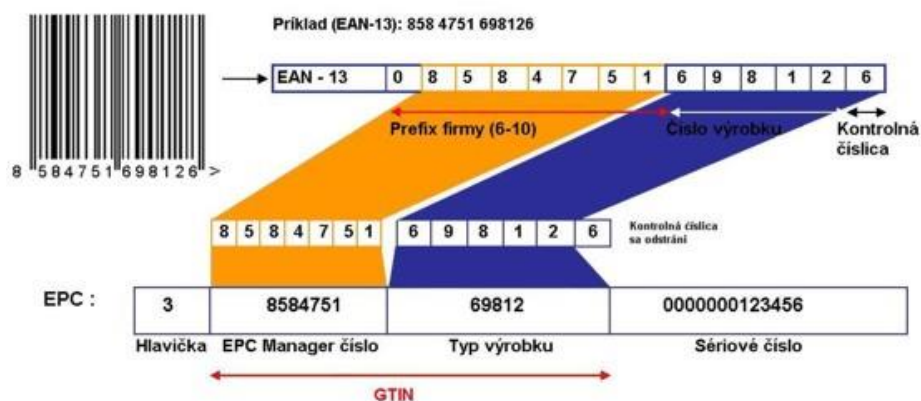 Príklad (EAN-13): 858 4751 698126
EAN - 13 0 8 5 8 4 7 5 1 6 9 8 1 2 6
Prefix firmy (6-10) Číslo výrobku Kontrolná číslica
8 584751 698126 >
8 5 8 4 7 5 1 6 9 8 1 2 6
Kontrolná číslica
sa odstráni
EPC : 3 8584751 69812 0000000123456
Hlavička EPC Manager číslo Typ výrobku Sériové číslo
GTIN